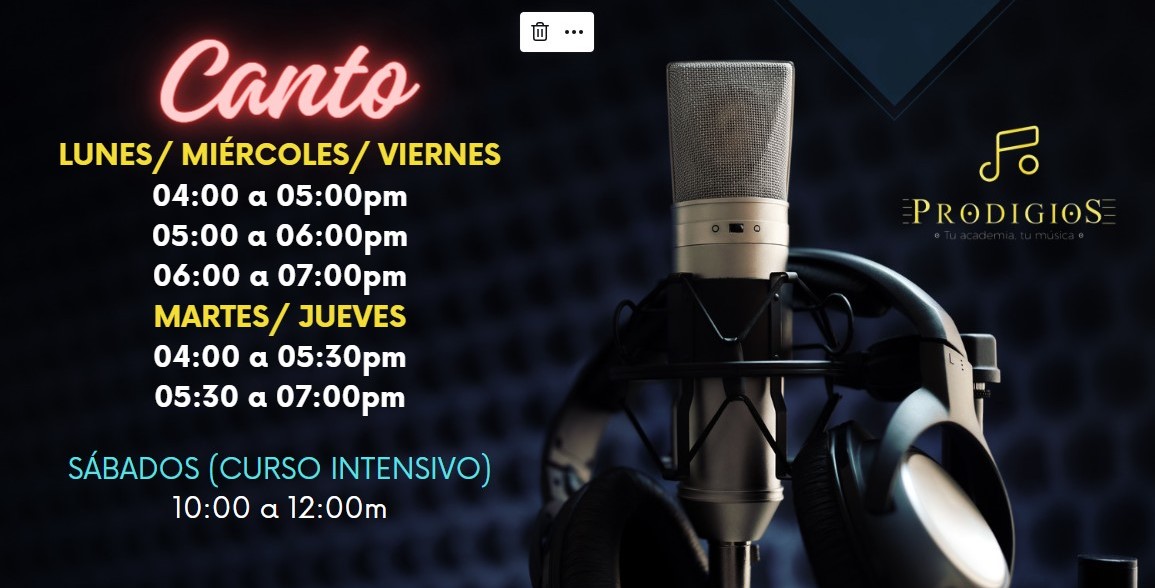 Canto
LUNES/ MIÉRCOLES/ VIERNES
04:00 a 05:00pm
05:00 a 06:00pm
06:00 a 07:00pm
MARTES/ JUEVES
04:00 a 05:30pm
05:30 a 07:00pm
SÁBADOS (CURSO INTENSIVO)
10:00 a 12:00m
PRODIGIOS
Tu academia, tu música
L